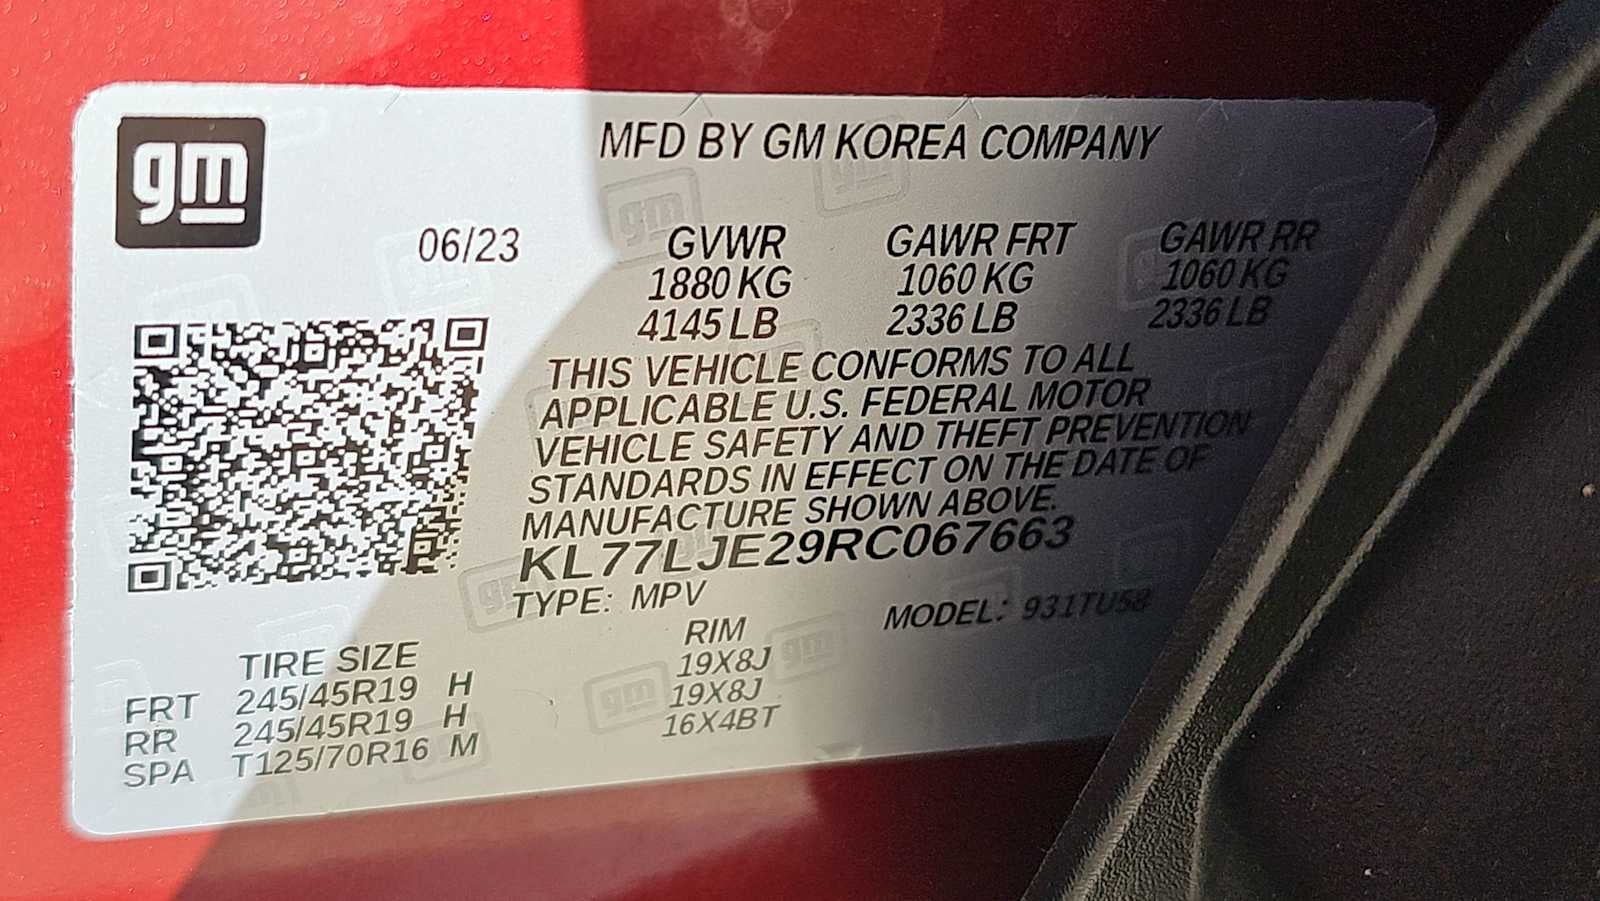 gm
MFD BY GM KOREA COMPANY
06/23
GVWR GAWR FRT GAWR RR
1880 KG 1060 KG 1060 KG
4145 LB 2336 LB 2336 LB
THIS VEHICLE CONFORMS TO ALL
APPLICABLE U.S. FEDERAL MOTOR
VEHICLE SAFETY AND THEFT PREVENTION
STANDARDS IN EFFECT ON THE DATE OF
MANUFACTURE SHOWN ABOVE.
KL77LJE29RC067663
TYPE: MPV MODEL: 931TU58
TIRE SIZE RIM
FRT 245/45R19 H 19X8J
RR 245/45R19 H 19X8J
SPA T125/70R16 M 16X4BT